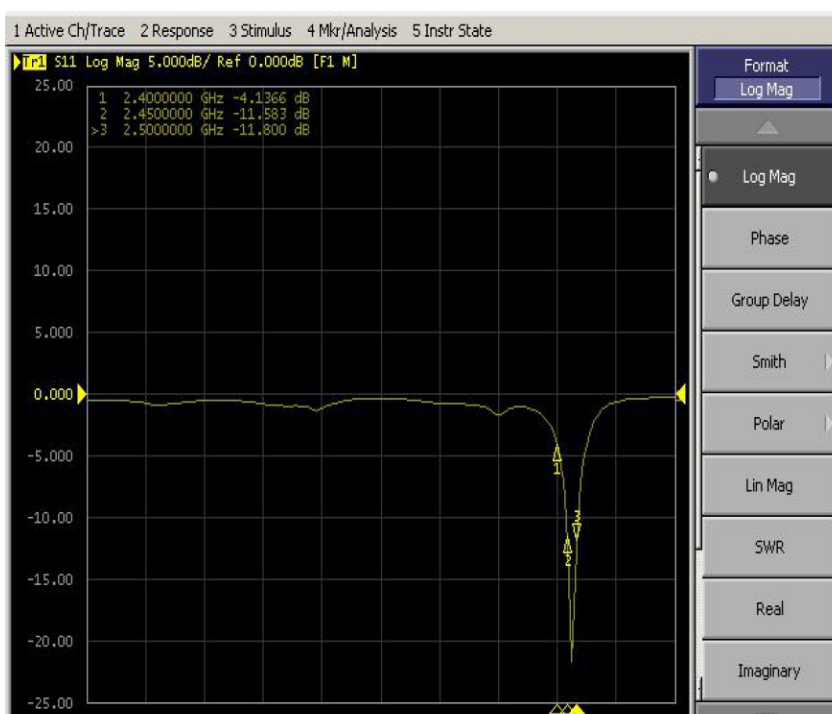 1 Active Ch/Trace 2 Response 3 Stimulus 4 Mkr/Analysis 5 Instr State
Tr1 S11 Log Mag 5.000dB/ Ref 0.000dB [F1 M]
25.00
1 2.4000000 GHz -4.1366 dB
2 2.4500000 GHz -11.583 dB
>3 2.5000000 GHz -11.800 dB
20.00
15.00
10.00
5.000
0.000
-5.000
-10.00
-15.00
-20.00
-25.00
1
2
3
Format
Log Mag
Log Mag
Phase
Group Delay
Smith
Polar
Lin Mag
SWR
Real
Imaginary